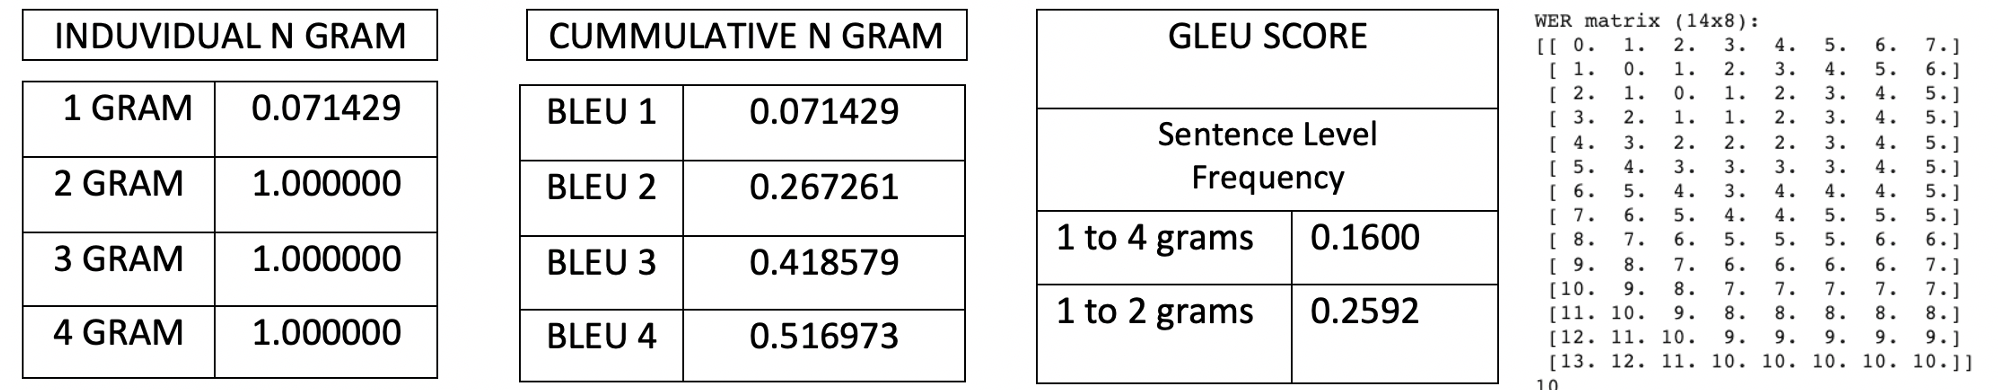 INDUVIDUAL N GRAM
1 GRAM 0.071429
2 GRAM 1.000000
3 GRAM 1.000000
4 GRAM 1.000000
CUMMULATIVE N GRAM
BLEU 1 0.071429
BLEU 2 0.267261
BLEU 3 0.418579
BLEU 4 0.516973
GLEU SCORE
Sentence Level
Frequency
1 to 4 grams 0.1600
1 to 2 grams 0.2592
WER matrix (14x8):
[[ 0. 1. 2. 3. 4. 5. 6. 7.]
[ 1. 0. 1. 2. 3. 4. 5. 6.]
[ 2. 1. 0. 1. 2. 3. 4. 5.]
[ 3. 2. 1. 1. 2. 3. 4. 5.]
[ 4. 3. 2. 2. 2. 3. 4. 5.]
[ 5. 4. 3. 3. 3. 3. 4. 5.]
[ 6. 5. 4. 3. 4. 4. 4. 5.]
[ 7. 6. 5. 4. 4. 5. 5. 5.]
[ 8. 7. 6. 5. 5. 5. 6. 6.]
[ 9. 8. 7. 6. 6. 6. 6. 7.]
[10. 9. 8. 7. 7. 7. 7. 7.]
[11. 10. 9. 8. 8. 8. 8. 8.]
[12. 11. 10. 9. 9. 9. 9. 9.]
[13. 12. 11. 10. 10. 10. 10. 10.]]
10